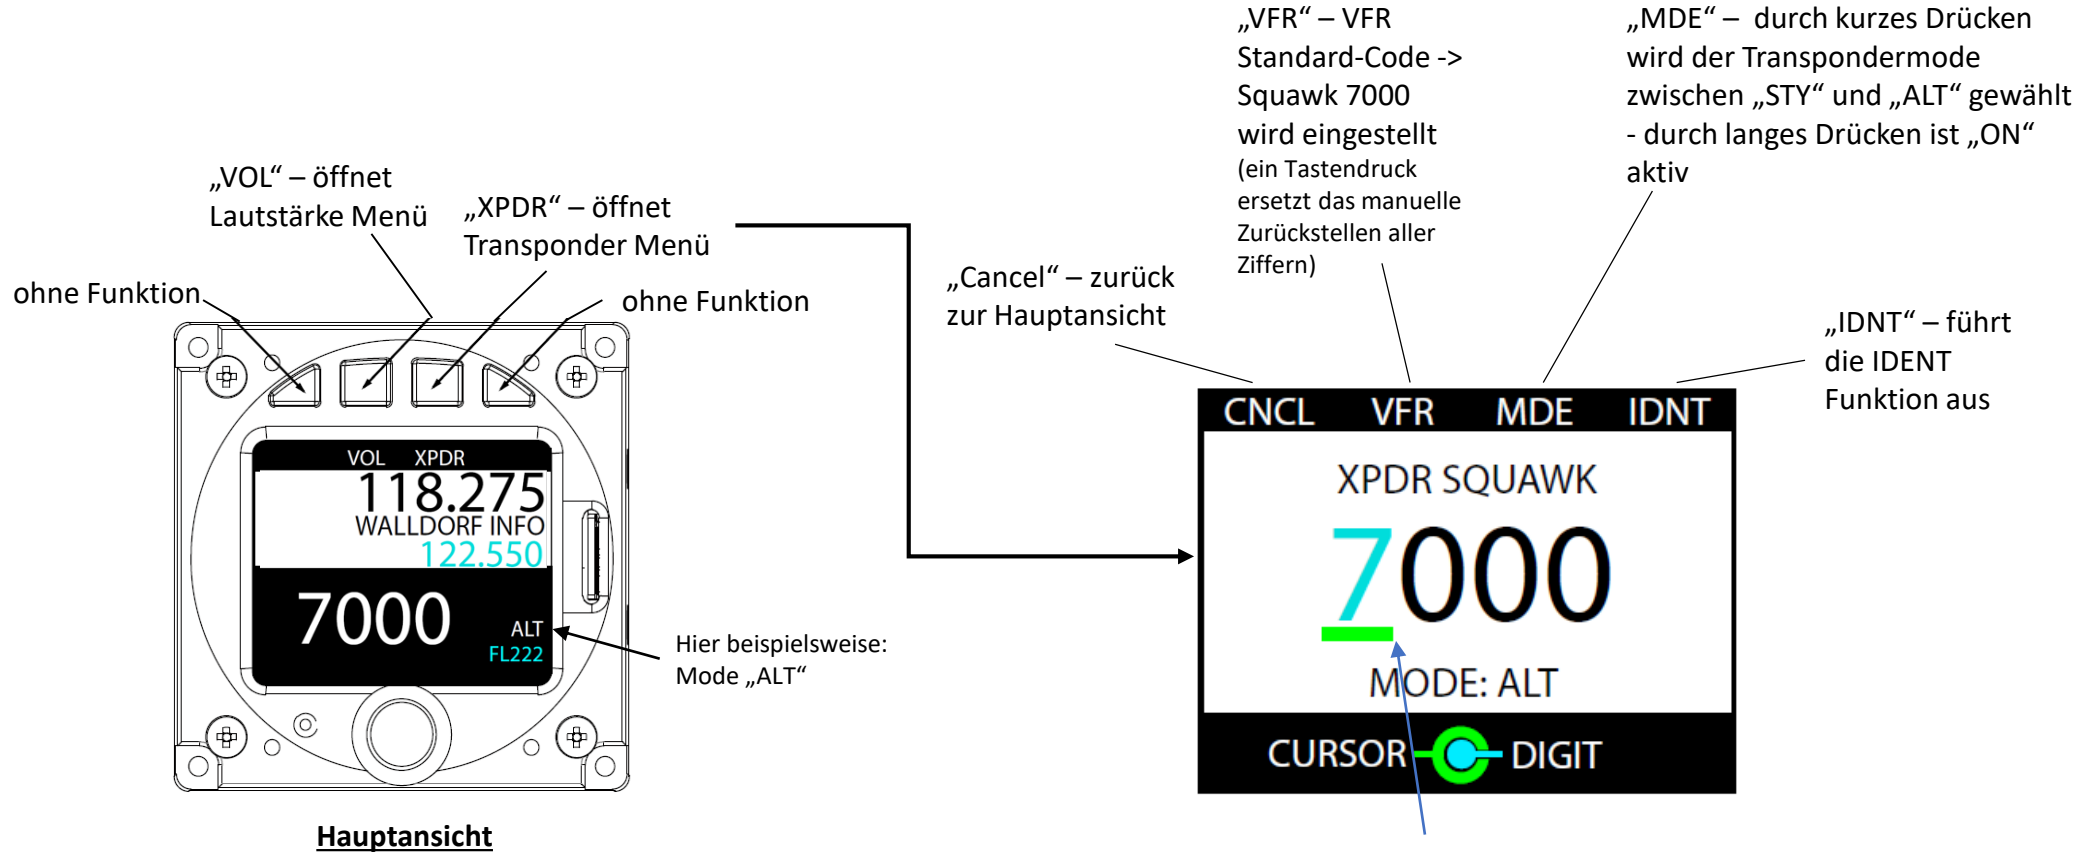 „VFR“ – VFR
Standard-Code ->
Squawk 7000
wird eingestellt
(ein Tastendruck
ersetzt das manuelle
Zurückstellen aller
Ziffern)
„MDE“ – durch kurzes Drücken
wird der Transpondermode
zwischen „STY“ und „ALT“ gewählt
- durch langes Drücken ist „ON“
aktiv
„VOL“ – öffnet
Lautstärke Menü
„XPDR“ – öffnet
Transponder Menü
ohne Funktion
ohne Funktion
„Cancel“ – zurück
zur Hauptansicht
„IDNT“ – führt
die IDENT
Funktion aus
VOL XPDR
118.275
WALLDORF INFO
122.550
7000
ALT
FL222
Hier beispielsweise:
Mode „ALT“
Hauptansicht
CNCL VFR MDE IDNT
XPDR SQUAWK
7000
MODE: ALT
CURSOR DIGIT